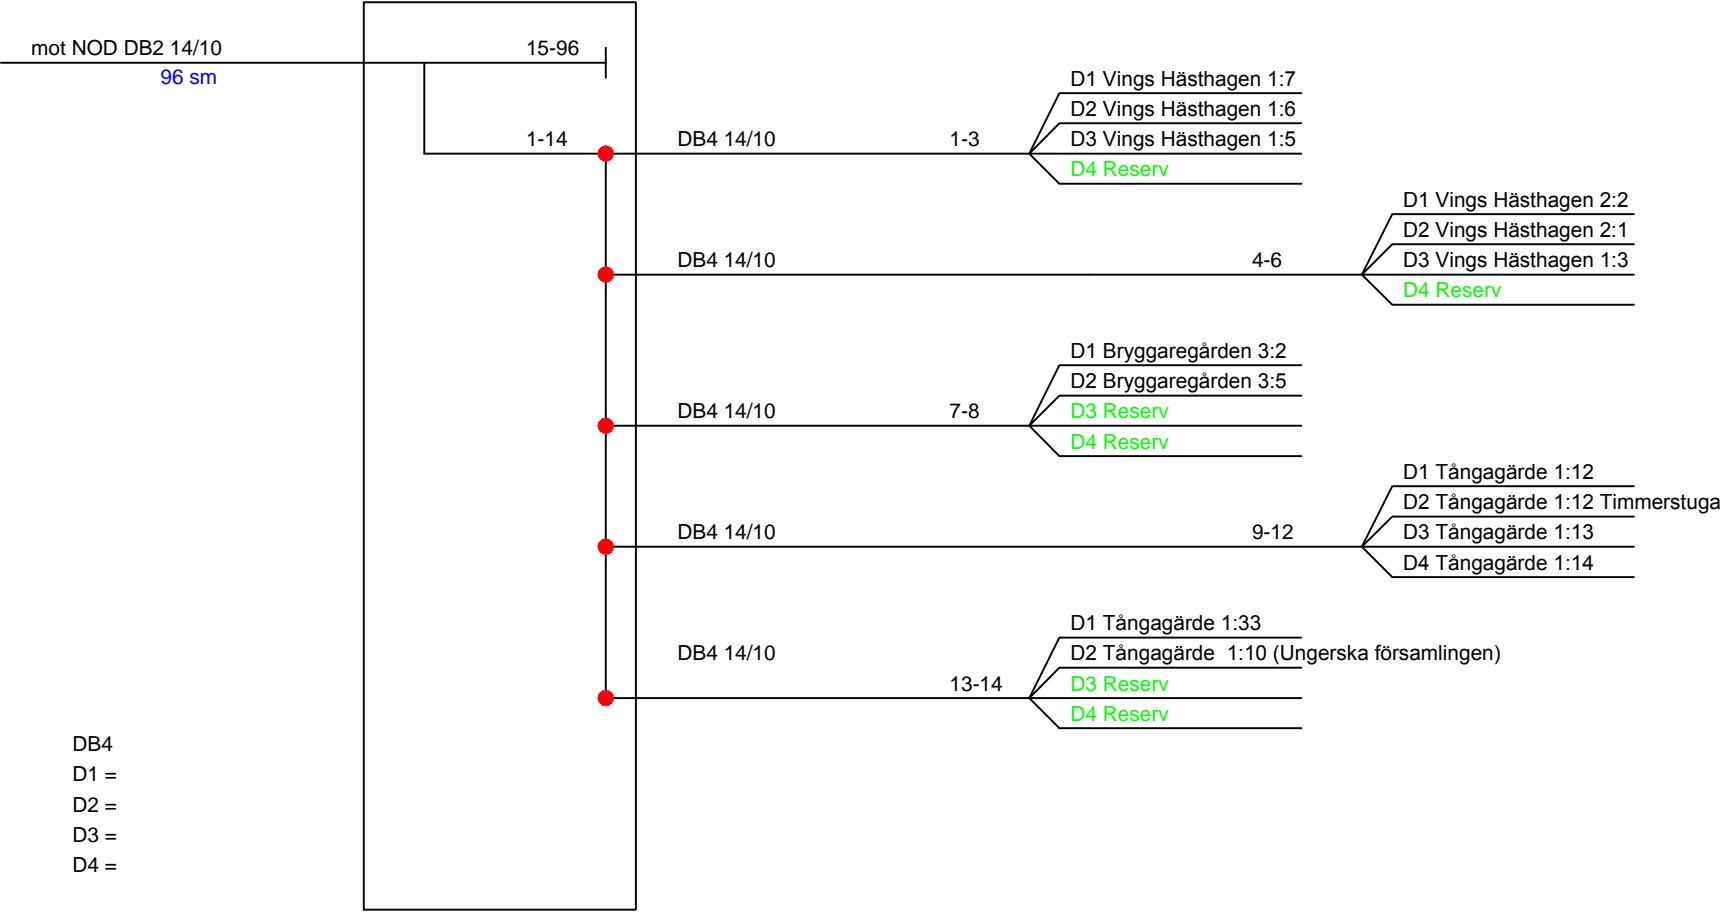 mot NOD DB2 14/10
96 sm
15-96
1-14
DB4 14/10
1-3
D1 Vings Hästhagen 1:7
D2 Vings Hästhagen 1:6
D3 Vings Hästhagen 1:5
D4 Reserv
DB4 14/10
4-6
D1 Vings Hästhagen 2:2
D2 Vings Hästhagen 2:1
D3 Vings Hästhagen 1:3
D4 Reserv
DB4 14/10
7-8
D1 Bryggaregården 3:2
D2 Bryggaregården 3:5
D3 Reserv
D4 Reserv
DB4 14/10
9-12
D1 Tångagärde 1:12
D2 Tångagärde 1:12 Timmerstuga
D3 Tångagärde 1:13
D4 Tångagärde 1:14
DB4 14/10
13-14
D1 Tångagärde 1:33
D2 Tångagärde  1:10 (Ungerska församlingen)
D3 Reserv
D4 Reserv
DB4
D1 =
D2 =
D3 =
D4 =